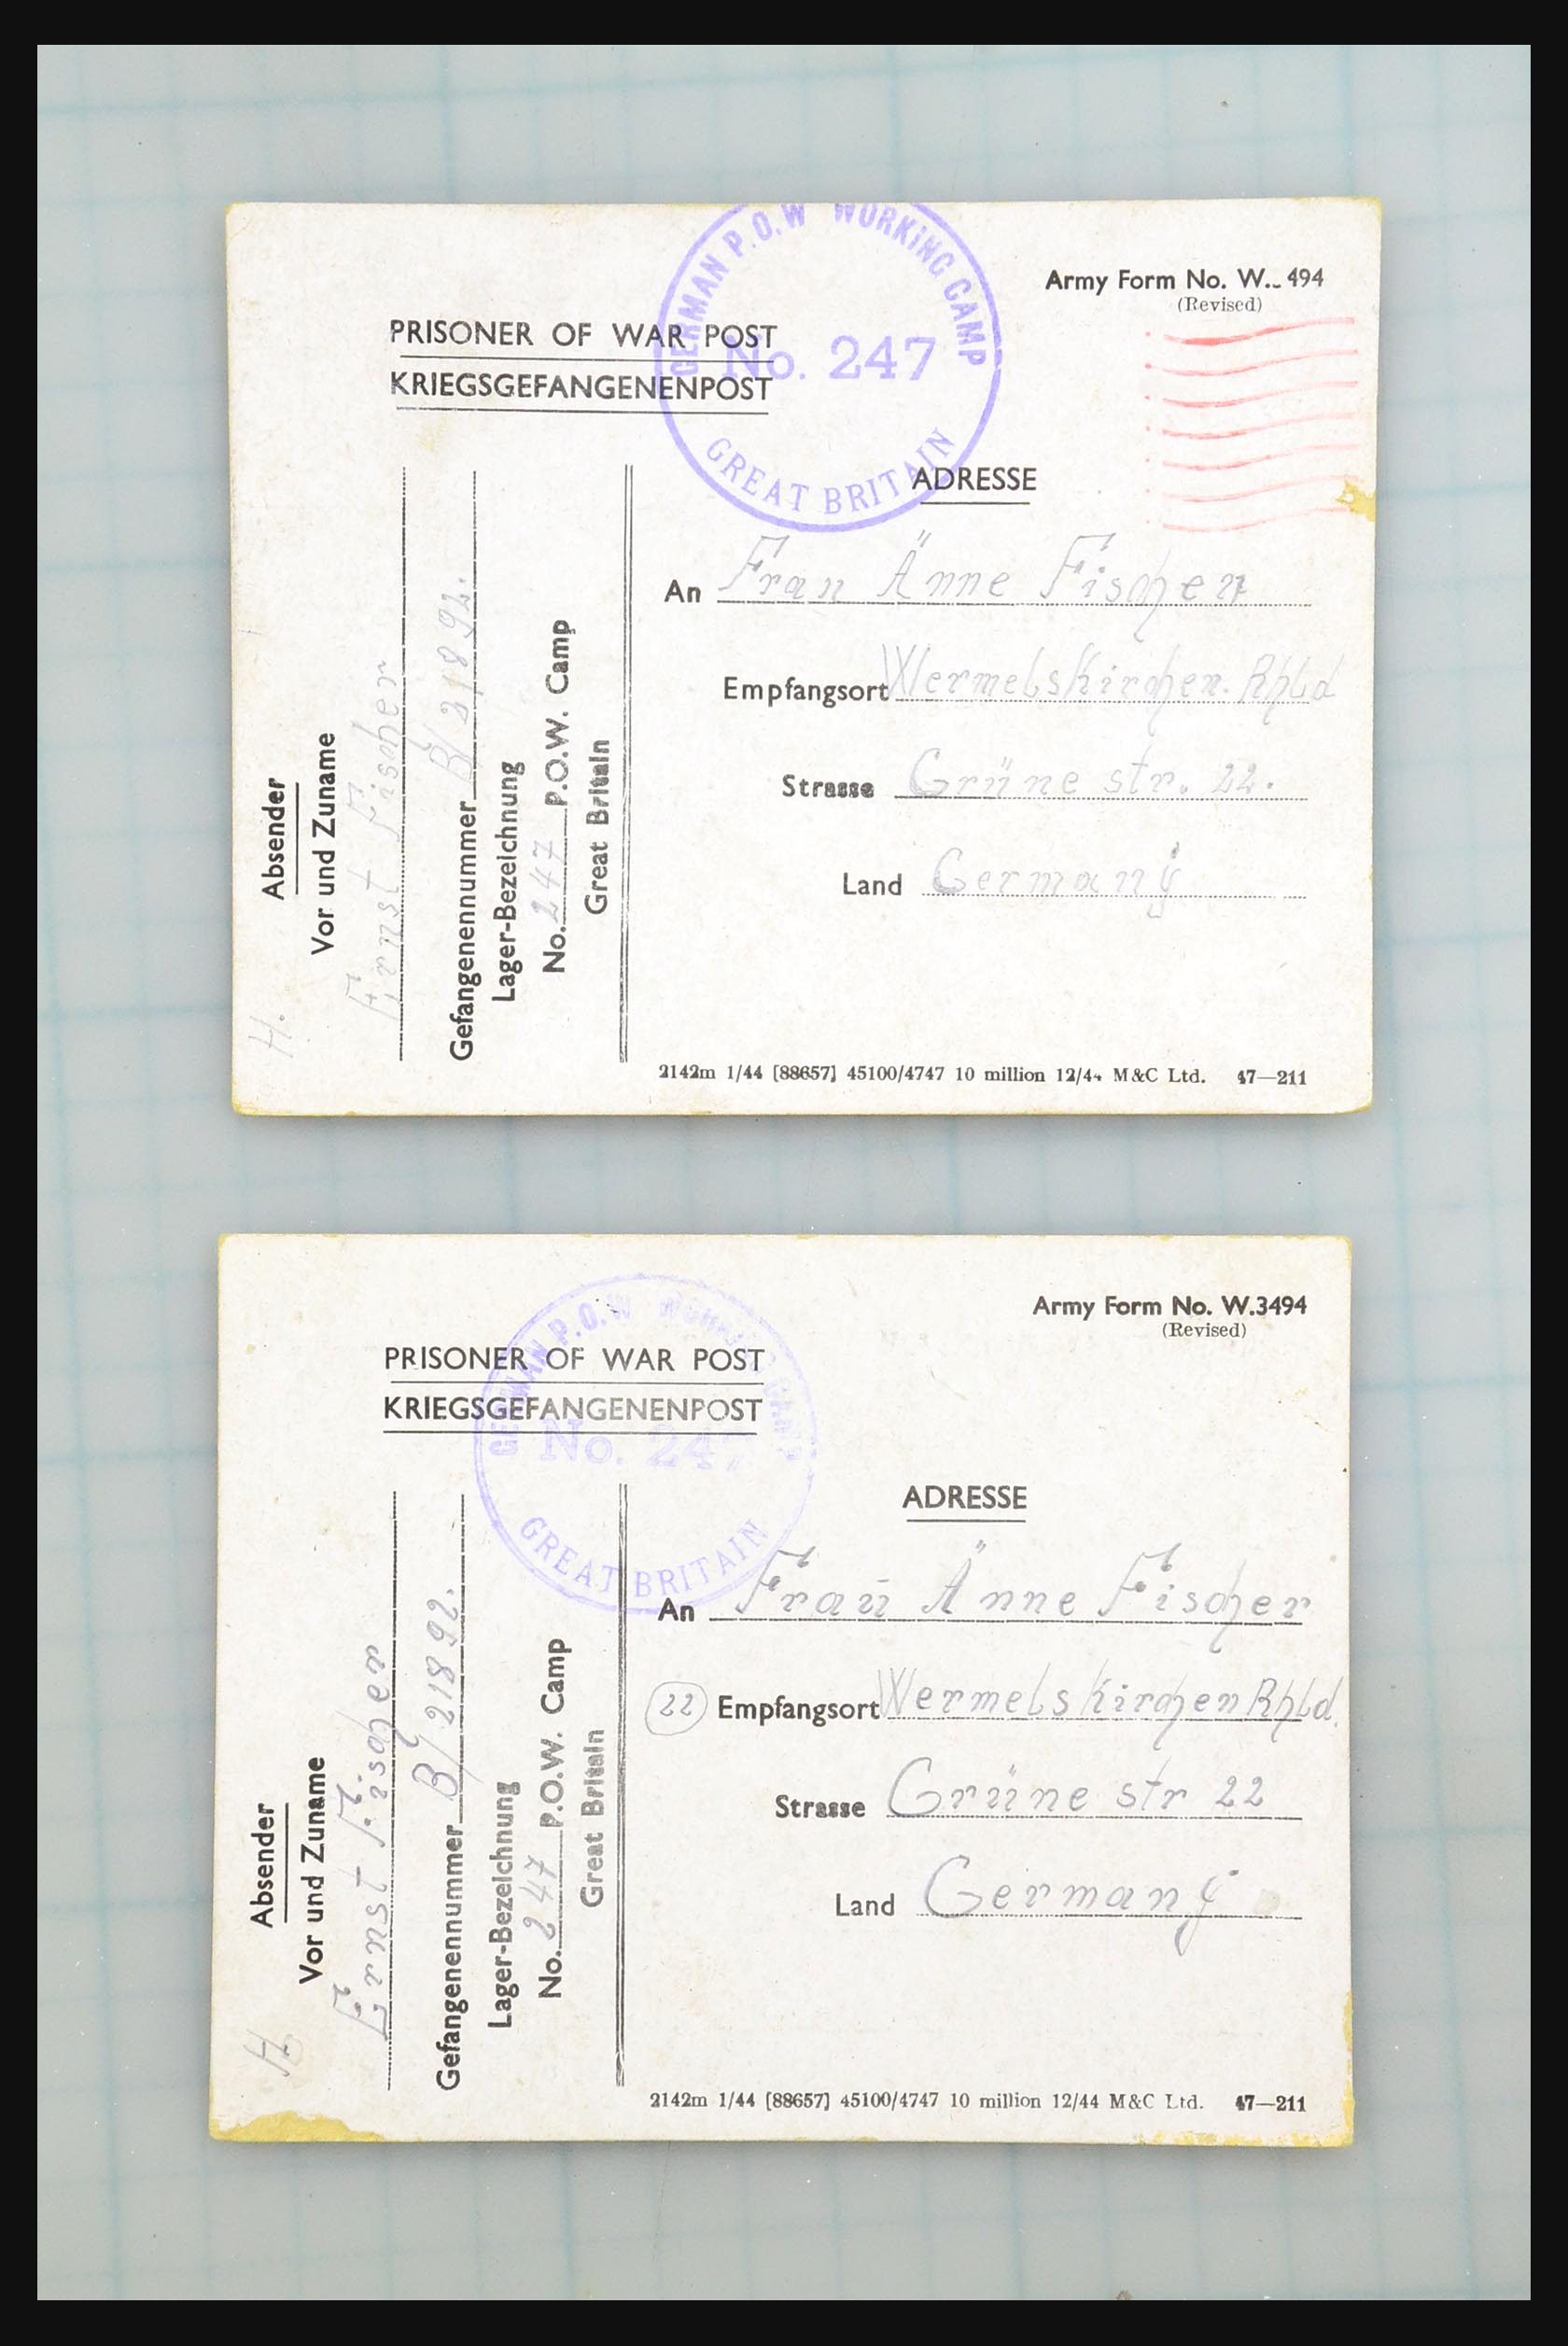 GERMAN P.O.W WORKING CAMP
No. 247
GREAT BRITAIN
Army Form No. W. 494
(Revised)
PRISONER OF WAR POST
KRIEGSGEFANGENENPOST
ADRESSE
An Frau Änne Fischer
Empfangsort Wermelskirchen. Rhld
Strasse Grüne str. 22.
Land Germany
Absender
Vor und Zuname
Ernst Fischer
Gefangenennummer B/21892.
Lager-Bezeichnung
No. 247 P.O.W. Camp
Great Britain
H.
2142m 1/44 [88657] 45100/4747 10 million 12/44 M&C Ltd. 47—211
GERMAN P.O.W WORKING CAMP
No. 247
GREAT BRITAIN
Army Form No. W.3494
(Revised)
PRISONER OF WAR POST
KRIEGSGEFANGENENPOST
ADRESSE
An Fraū Änne Fischer
22 Empfangsort Wermelskirchen Rhld.
Strasse Grüne str 22
Land Germany
Absender
Vor und Zuname
Ernst Fischer
Gefangenennummer B/21892.
Lager-Bezeichnung
No. 247 P.O.W. Camp
Great Britain
H.
2142m 1/44 [88657] 45100/4747 10 million 12/44 M&C Ltd. 47—211